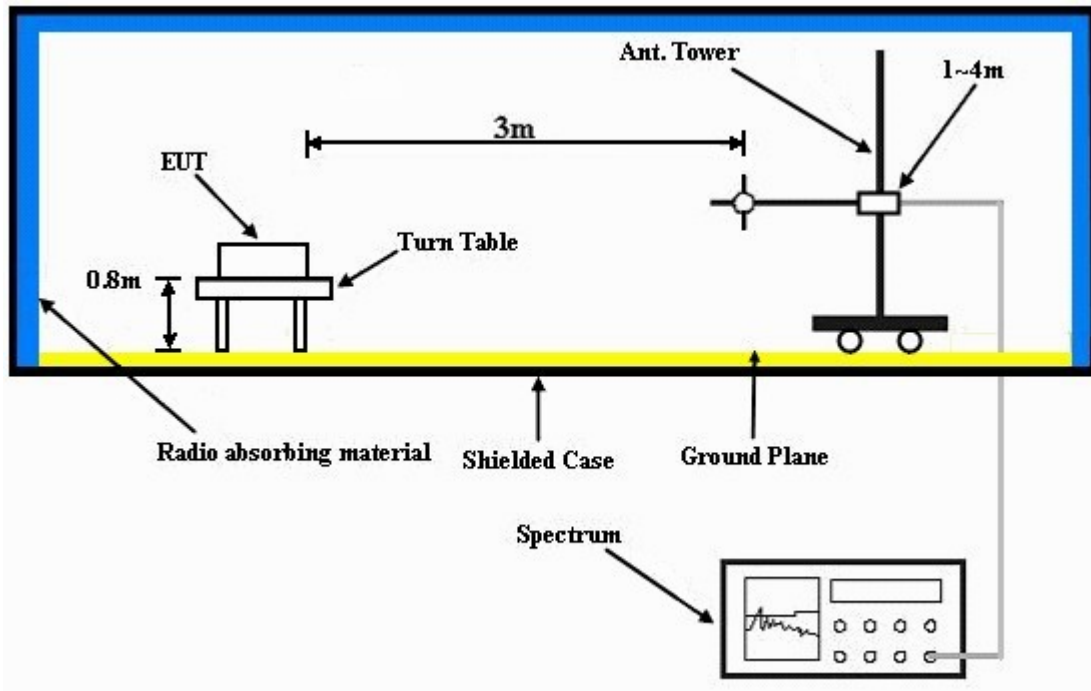 Ant. Tower
1~4m
3m
EUT
Turn Table
0.8m
Radio absorbing material
Shielded Case
Ground Plane
Spectrum